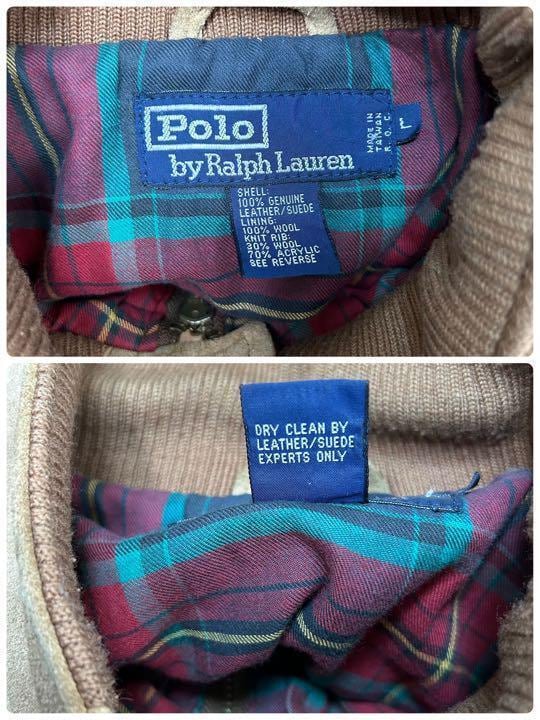 Polo
by Ralph Lauren
MADE IN
TAIWAN
R.O.C.
L
SHELL:
100% GENUINE
LEATHER/SUEDE
LINING:
100% WOOL
KNIT RIB:
30% WOOL
70% ACRYLIC
SEE REVERSE
DRY CLEAN BY
LEATHER/SUEDE
EXPERTS ONLY